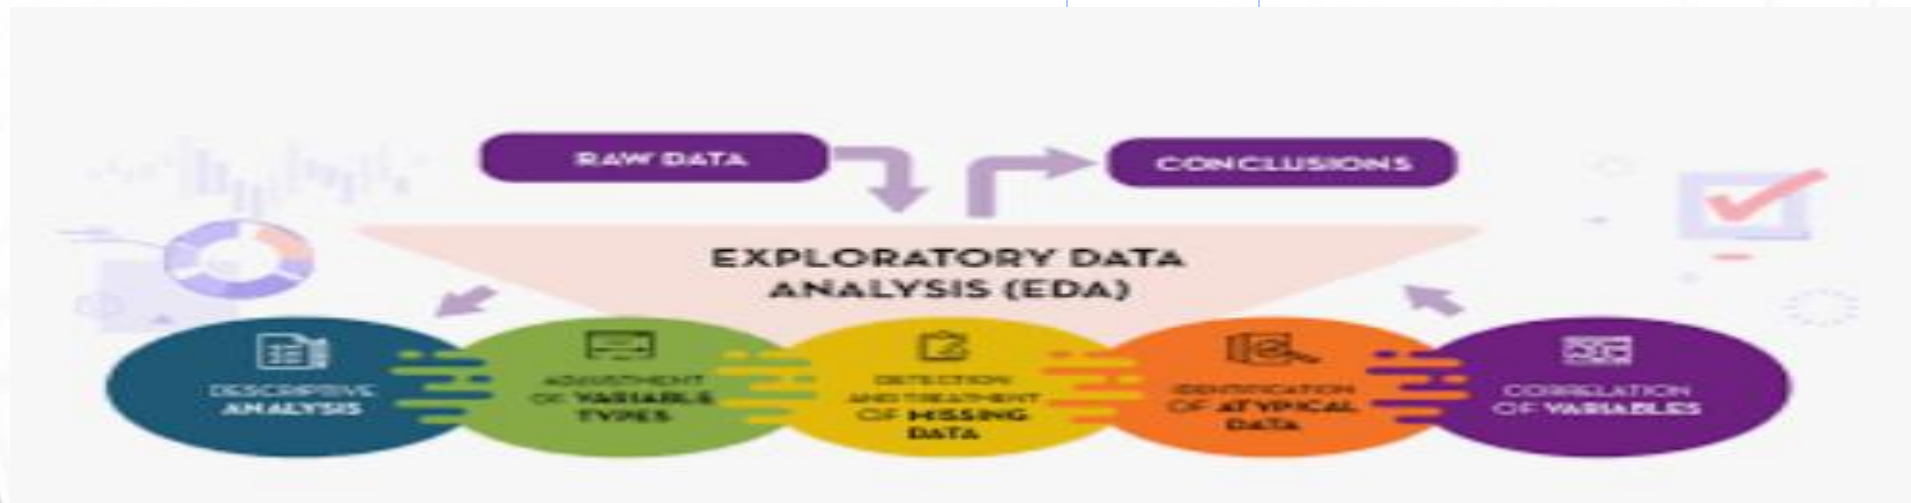 RAW DATA
CONCLUSIONS
EXPLORATORY DATA
ANALYSIS (EDA)
DESCRIPTIVE
ANALYSIS
ADJUSTMENT
OF VARIABLE
TYPES
DETECTION
AND TREATMENT
OF MISSING
DATA
IDENTIFICATION
OF ATYPICAL
DATA
CORRELATION
OF VARIABLES